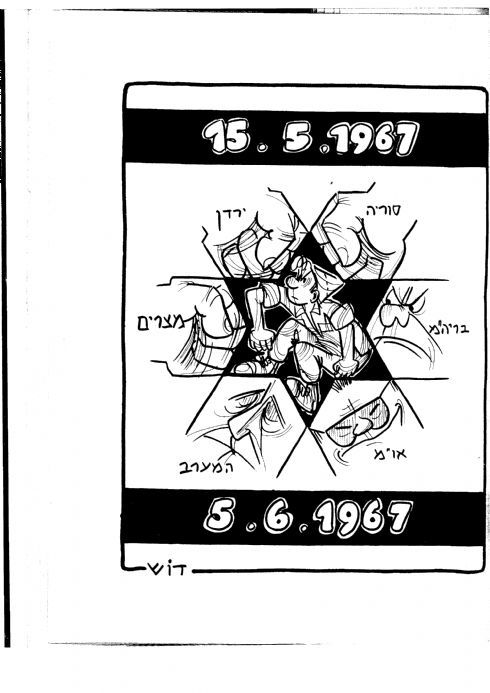 15.5.1967
ירדן
סוריה
מצרים
בריה"מ
המערב
או"מ
5.6.1967
דוש